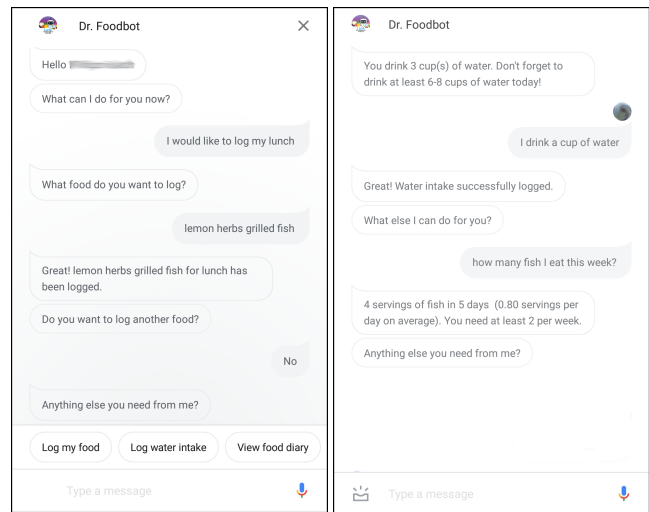 Dr. Foodbot
Hello
What can I do for you now?
I would like to log my lunch
What food do you want to log?
lemon herbs grilled fish
Great! lemon herbs grilled fish for lunch has
been logged.
Do you want to log another food?
No
Anything else you need from me?
Log my food
Log water intake
View food diary
Type a message
Dr. Foodbot
You drink 3 cup(s) of water. Don't forget to
drink at least 6-8 cups of water today!
I drink a cup of water
Great! Water intake successfully logged.
What else I can do for you?
how many fish I eat this week?
4 servings of fish in 5 days (0.80 servings per
day on average). You need at least 2 per week.
Anything else you need from me?
Type a message